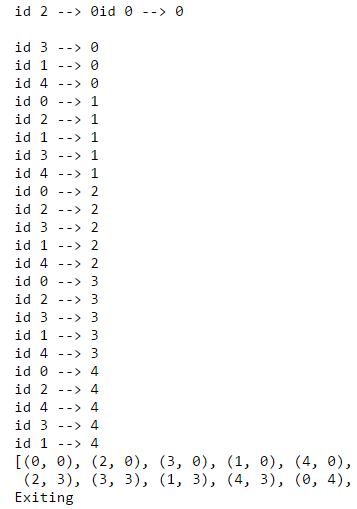 id 2 --> 0id 0 --> 0
id 3 --> 0
id 1 --> 0
id 4 --> 0
id 0 --> 1
id 2 --> 1
id 1 --> 1
id 3 --> 1
id 4 --> 1
id 0 --> 2
id 2 --> 2
id 3 --> 2
id 1 --> 2
id 4 --> 2
id 0 --> 3
id 2 --> 3
id 3 --> 3
id 1 --> 3
id 4 --> 3
id 0 --> 4
id 2 --> 4
id 4 --> 4
id 3 --> 4
id 1 --> 4
[(0, 0), (2, 0), (3, 0), (1, 0), (4, 0),
(2, 3), (3, 3), (1, 3), (4, 3), (0, 4),
Exiting